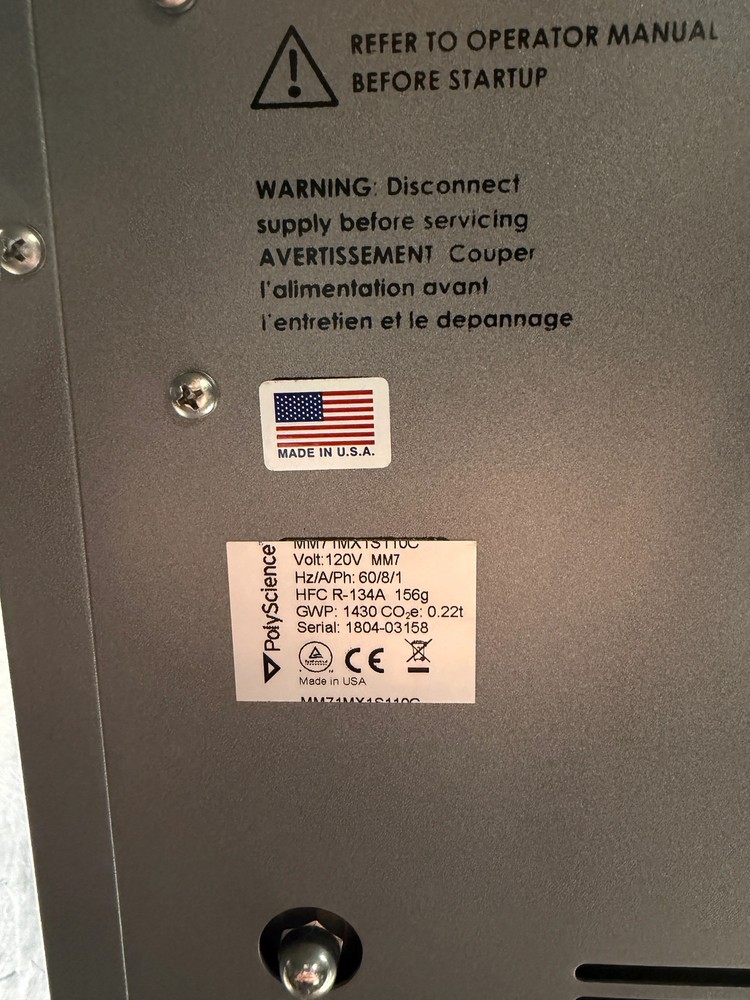 REFER TO OPERATOR MANUAL
BEFORE STARTUP
WARNING: Disconnect
supply before servicing
AVERTISSEMENT Couper
l'alimentation avant
l'entretien et le depannage
MADE IN U.S.A.
PolyScience
MM71MX1S110C
Volt:120V MM7
Hz/A/Ph: 60/8/1
HFC R-134A 156g
GWP: 1430 CO₂e: 0.22t
Serial: 1804-03158
CE
Made in USA
MM71MX1S110C